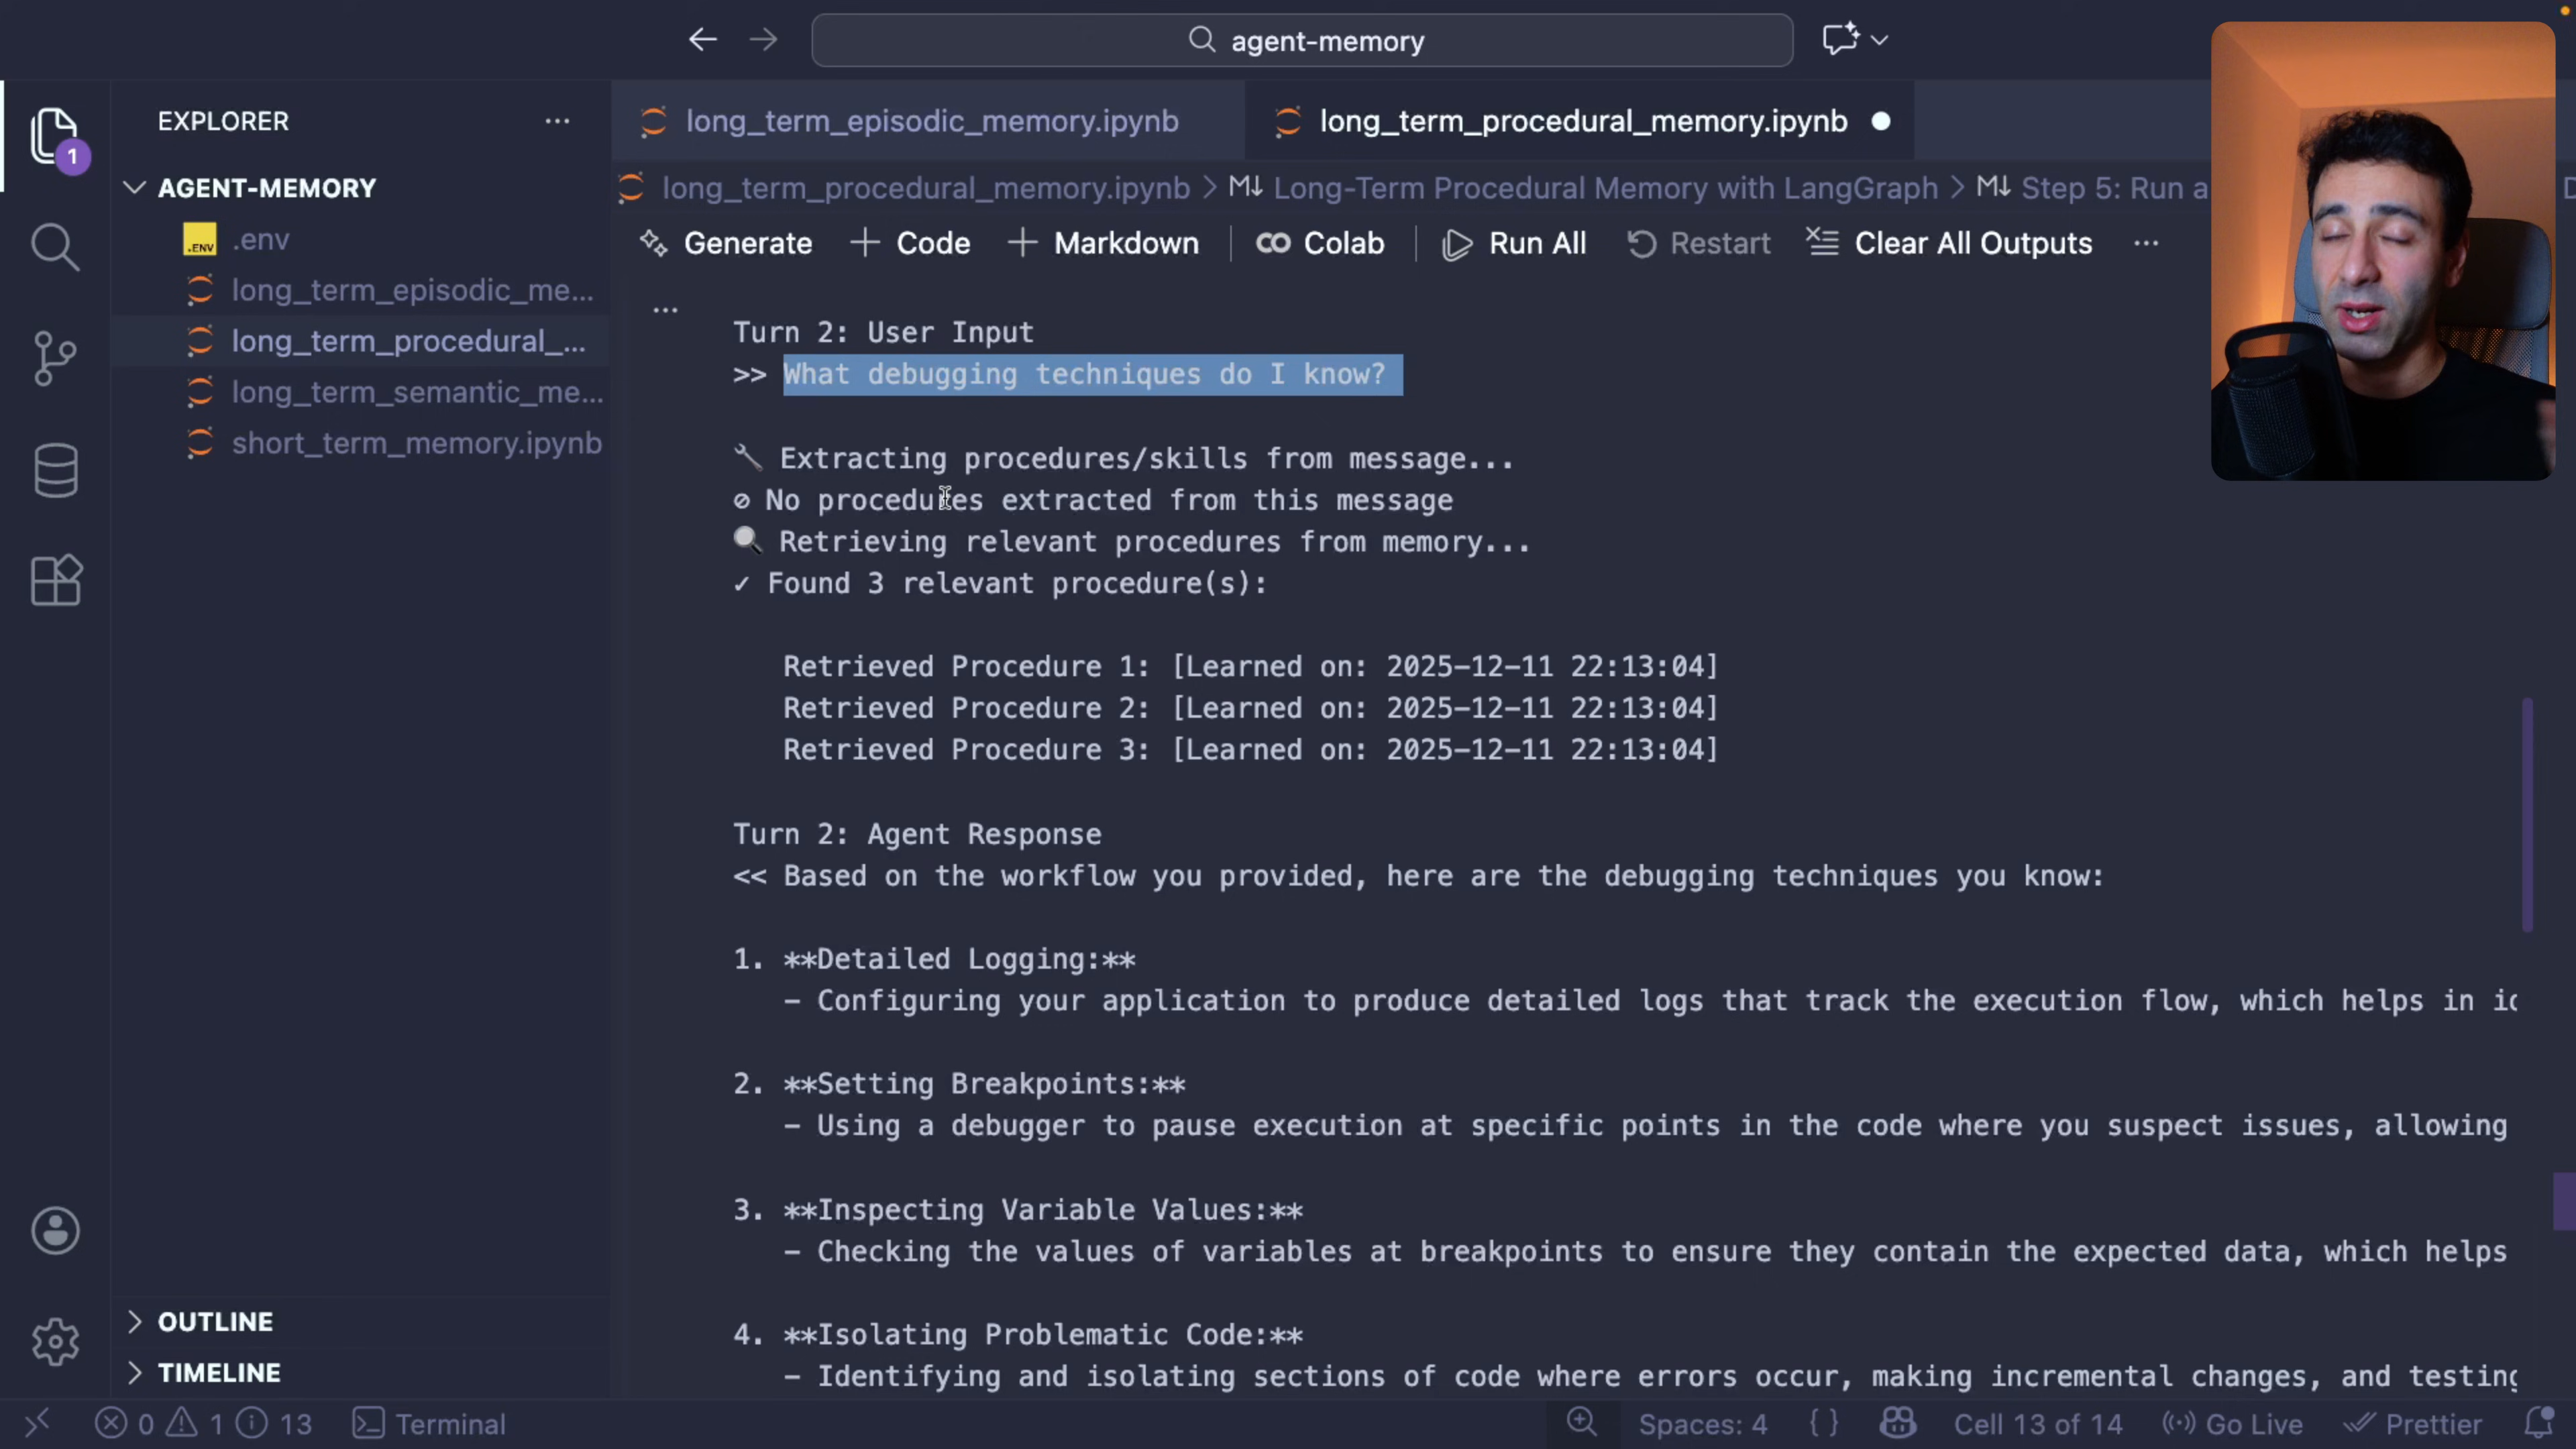 agent-memory
EXPLORER
1
AGENT-MEMORY
.ENV .env
long_term_episodic_me...
long_term_procedural_...
long_term_semantic_me...
short_term_memory.ipynb
OUTLINE
TIMELINE
long_term_episodic_memory.ipynb
long_term_procedural_memory.ipynb
long_term_procedural_memory.ipynb > M↓ Long-Term Procedural Memory with LangGraph > M↓ Step 5: Run a
Generate + Code + Markdown | Colab | Run All Restart Clear All Outputs ...
...
Turn 2: User Input
>> What debugging techniques do I know?
🔧 Extracting procedures/skills from message...
⊘ No procedures extracted from this message
🔍 Retrieving relevant procedures from memory...
✓ Found 3 relevant procedure(s):
Retrieved Procedure 1: [Learned on: 2025-12-11 22:13:04]
Retrieved Procedure 2: [Learned on: 2025-12-11 22:13:04]
Retrieved Procedure 3: [Learned on: 2025-12-11 22:13:04]
Turn 2: Agent Response
<< Based on the workflow you provided, here are the debugging techniques you know:
1. **Detailed Logging:**
– Configuring your application to produce detailed logs that track the execution flow, which helps in
2. **Setting Breakpoints:**
– Using a debugger to pause execution at specific points in the code where you suspect issues, allowing
3. **Inspecting Variable Values:**
– Checking the values of variables at breakpoints to ensure they contain the expected data, which helps
4. **Isolating Problematic Code:**
– Identifying and isolating sections of code where errors occur, making incremental changes, and testing
0 1 13 Terminal Spaces: 4 { } Cell 13 of 14 Go Live Prettier